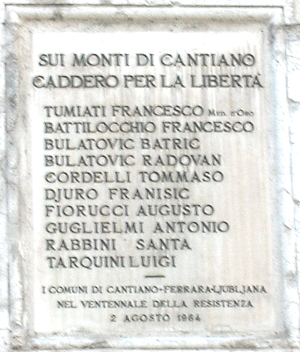 SUI MONTI DI CANTIANO
CADDERO PER LA LIBERTÁ
TUMIATI FRANCESCO MED. D'ORO
BATTILOCCHIO FRANCESCO
BULATOVIC BATRIC
BULATOVIC RADOVAN
CORDELLI TOMMASO
DJURO FRANISIC
FIORUCCI AUGUSTO
GUGLIELMI ANTONIO
RABBINI SANTA
TARQUINI LUIGI
I COMUNI DI CANTIANO-FERRARA-LJUBLJANA
NEL VENTENNALE DELLA RESISTENZA
2 AGOSTO 1964